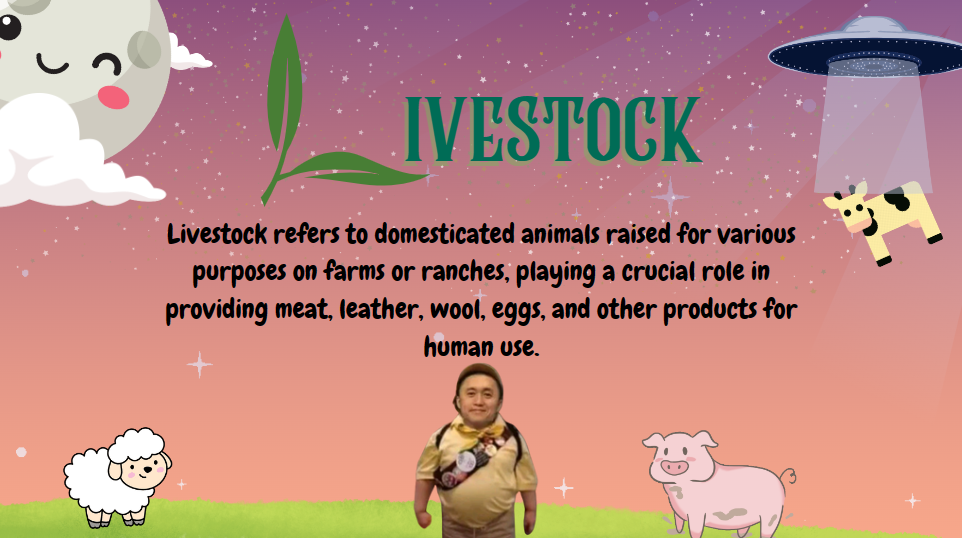 LIVESTOCK
Livestock refers to domesticated animals raised for various
purposes on farms or ranches, playing a crucial role in
providing meat, leather, wool, eggs, and other products for
human use.